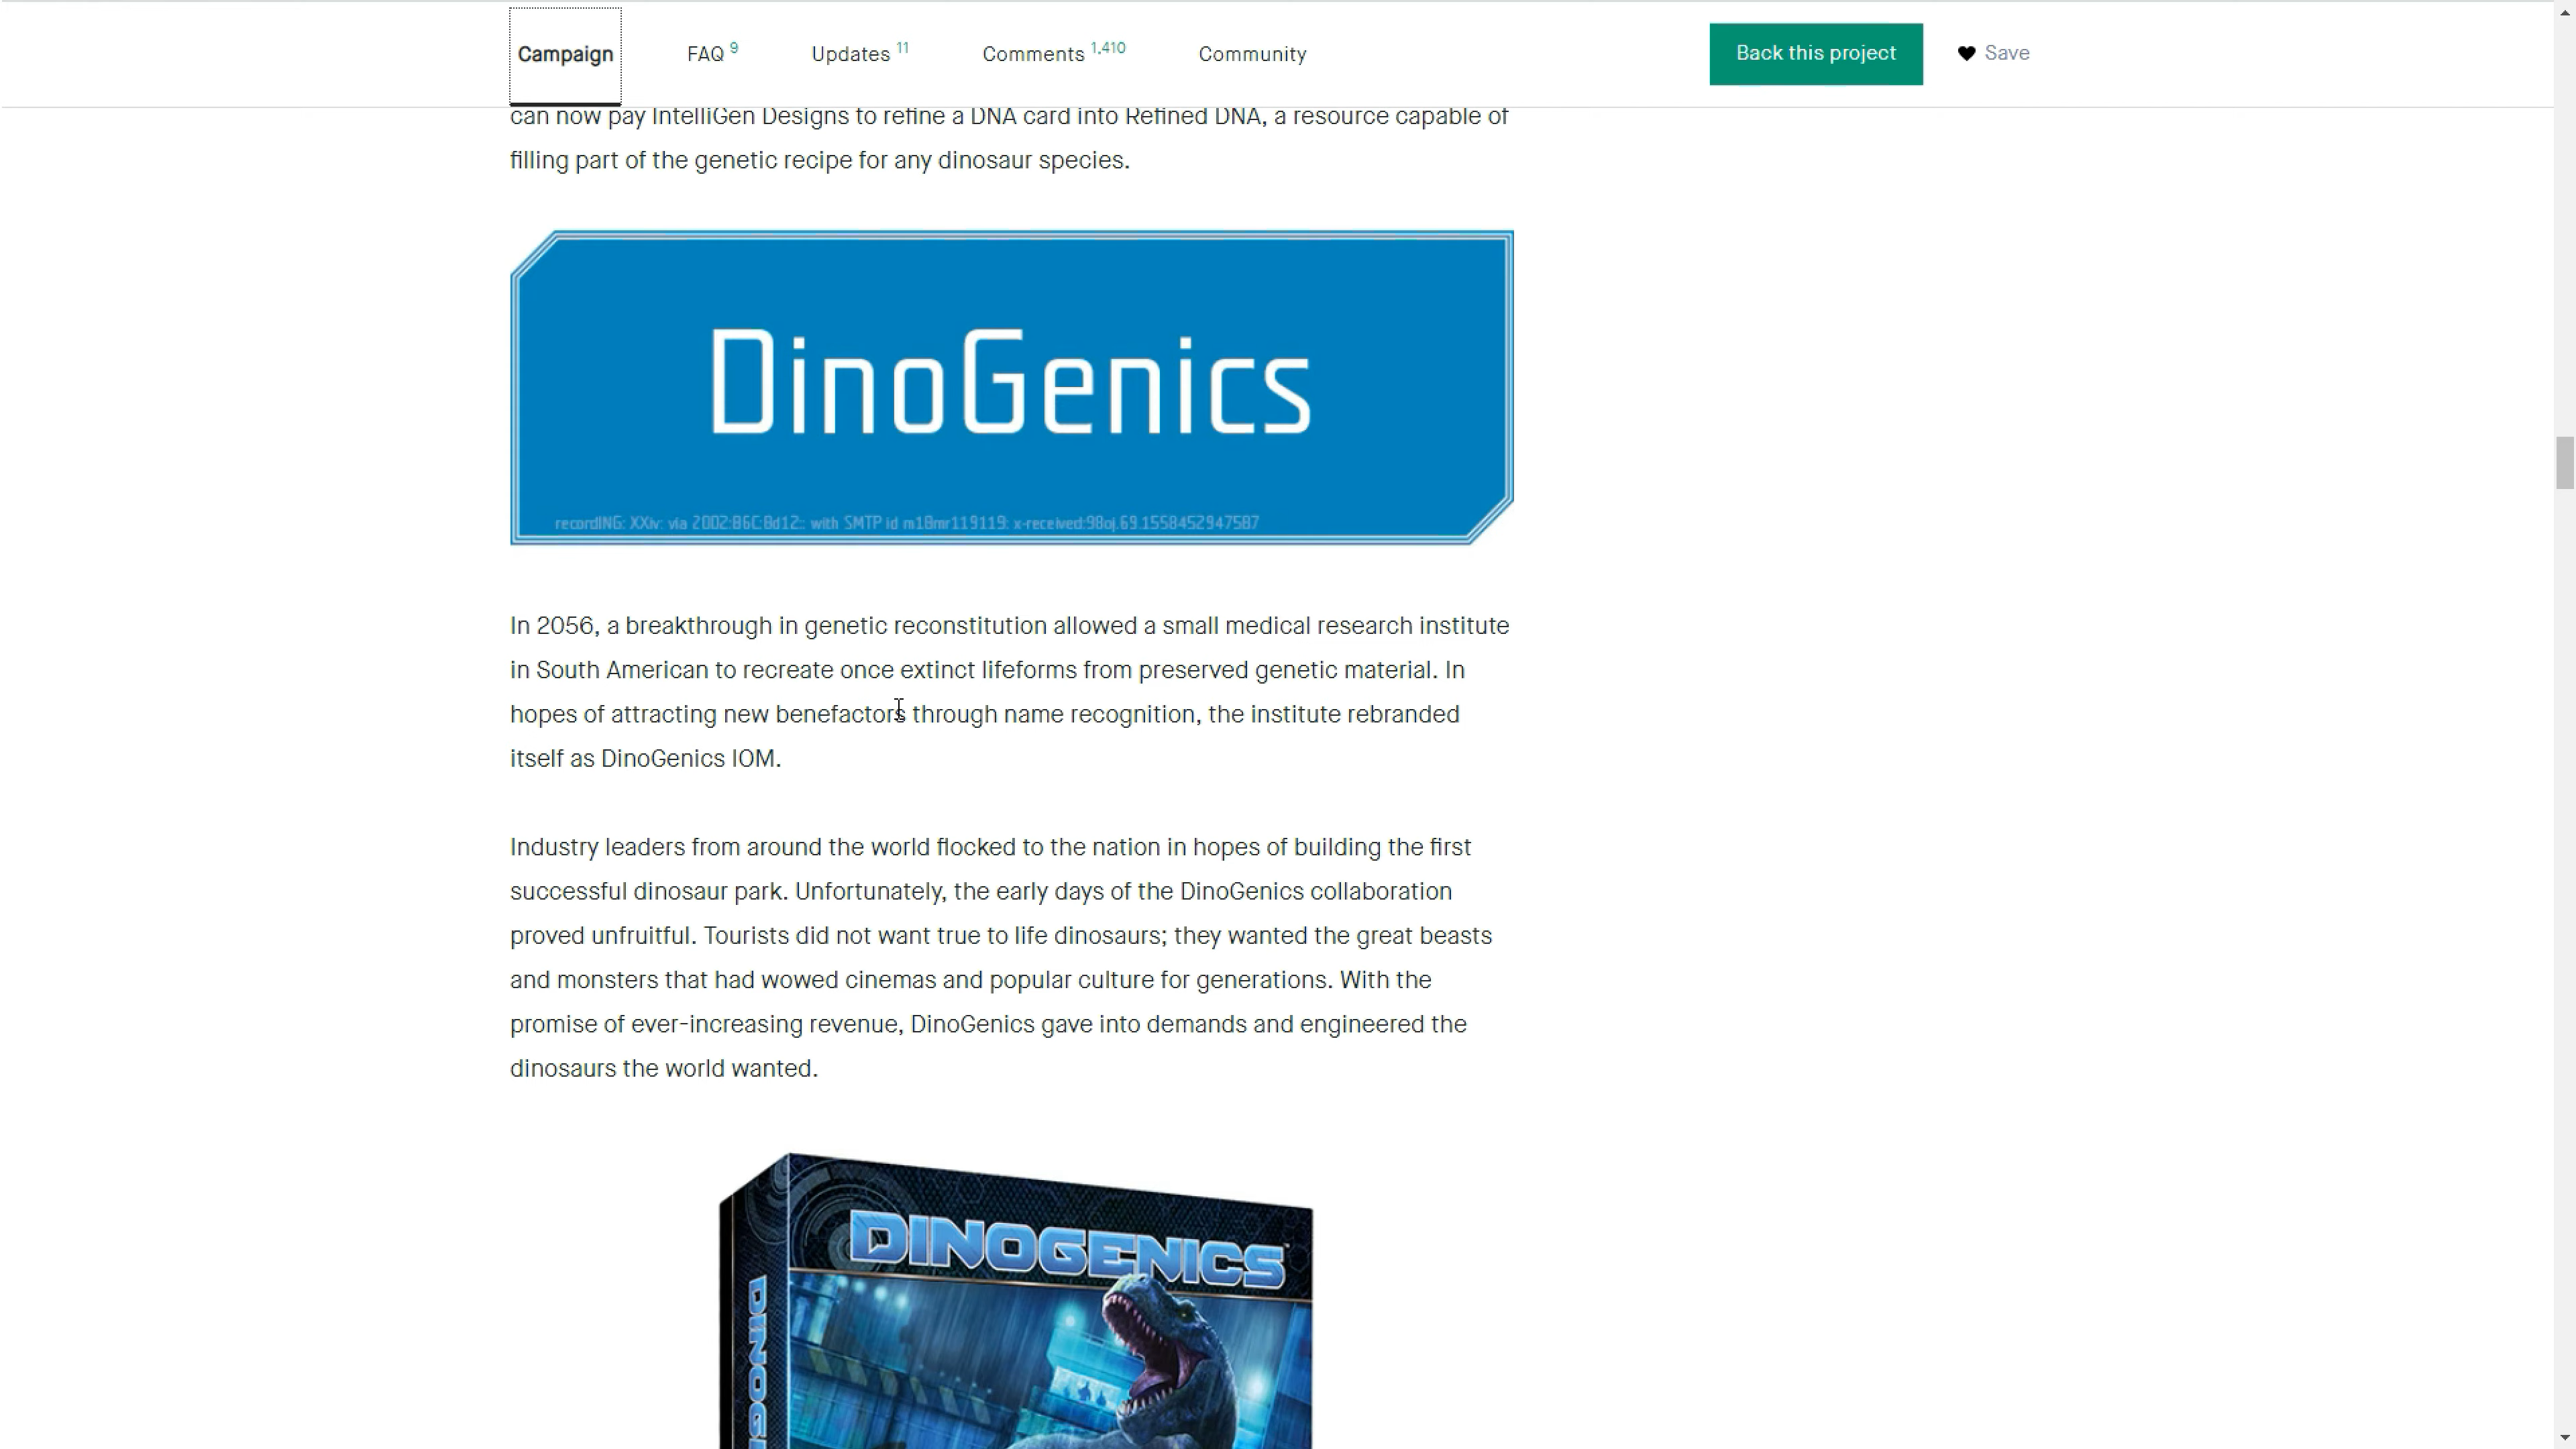 Campaign
FAQ 9
Updates 11
Comments 1,410
Community
Back this project
Save
can now pay IntelliGen Designs to refine a DNA card into Refined DNA, a resource capable of
filling part of the genetic recipe for any dinosaur species.
DinoGenics
recordING: XXiv: via 2002:B6C:8d12:: with SMTP id m18mr119119: x-received:98oj.69.1558452947587
In 2056, a breakthrough in genetic reconstitution allowed a small medical research institute
in South American to recreate once extinct lifeforms from preserved genetic material. In
hopes of attracting new benefactors through name recognition, the institute rebranded
itself as DinoGenics IOM.
Industry leaders from around the world flocked to the nation in hopes of building the first
successful dinosaur park. Unfortunately, the early days of the DinoGenics collaboration
proved unfruitful. Tourists did not want true to life dinosaurs; they wanted the great beasts
and monsters that had wowed cinemas and popular culture for generations. With the
promise of ever-increasing revenue, DinoGenics gave into demands and engineered the
dinosaurs the world wanted.
DINOGENICS
DINOGE